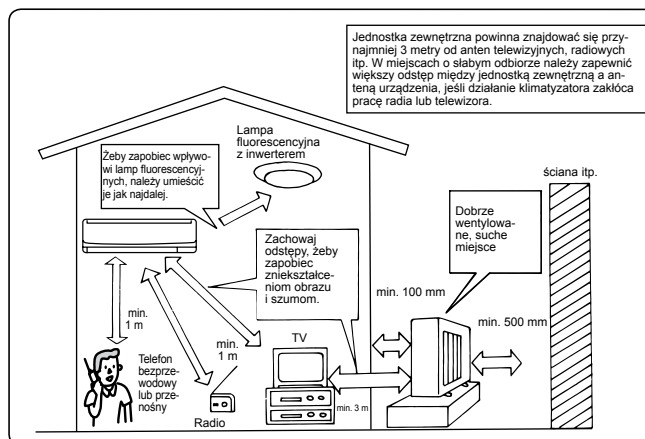 Jednostka zewnętrzna powinna znajdować się przy-
najmniej 3 metry od anten telewizyjnych, radiowych
itp. W miejscach o słabym odbiorze należy zapewnić
większy odstęp między jednostką zewnętrzną a an-
teną urządzenia, jeśli działanie klimatyzatora zakłóca
pracę radia lub telewizora.
Lampa
fluorescencyjna
z inwerterem
Żeby zapobiec wpływo-
wi lamp fluorescencyj-
nych, należy umieścić
je jak najdalej.
ściana itp.
Dobrze
wentylowa-
ne, suche
miejsce
Zachowaj
odstępy, żeby
zapobiec
zniekształce-
niom obrazu
i szumom.
min. 100 mm
min. 500 mm
min.
1 m
min.
1 m
TV
Telefon
bezprze-
wodowy
lub prze-
nośny
Radio
min. 3 m